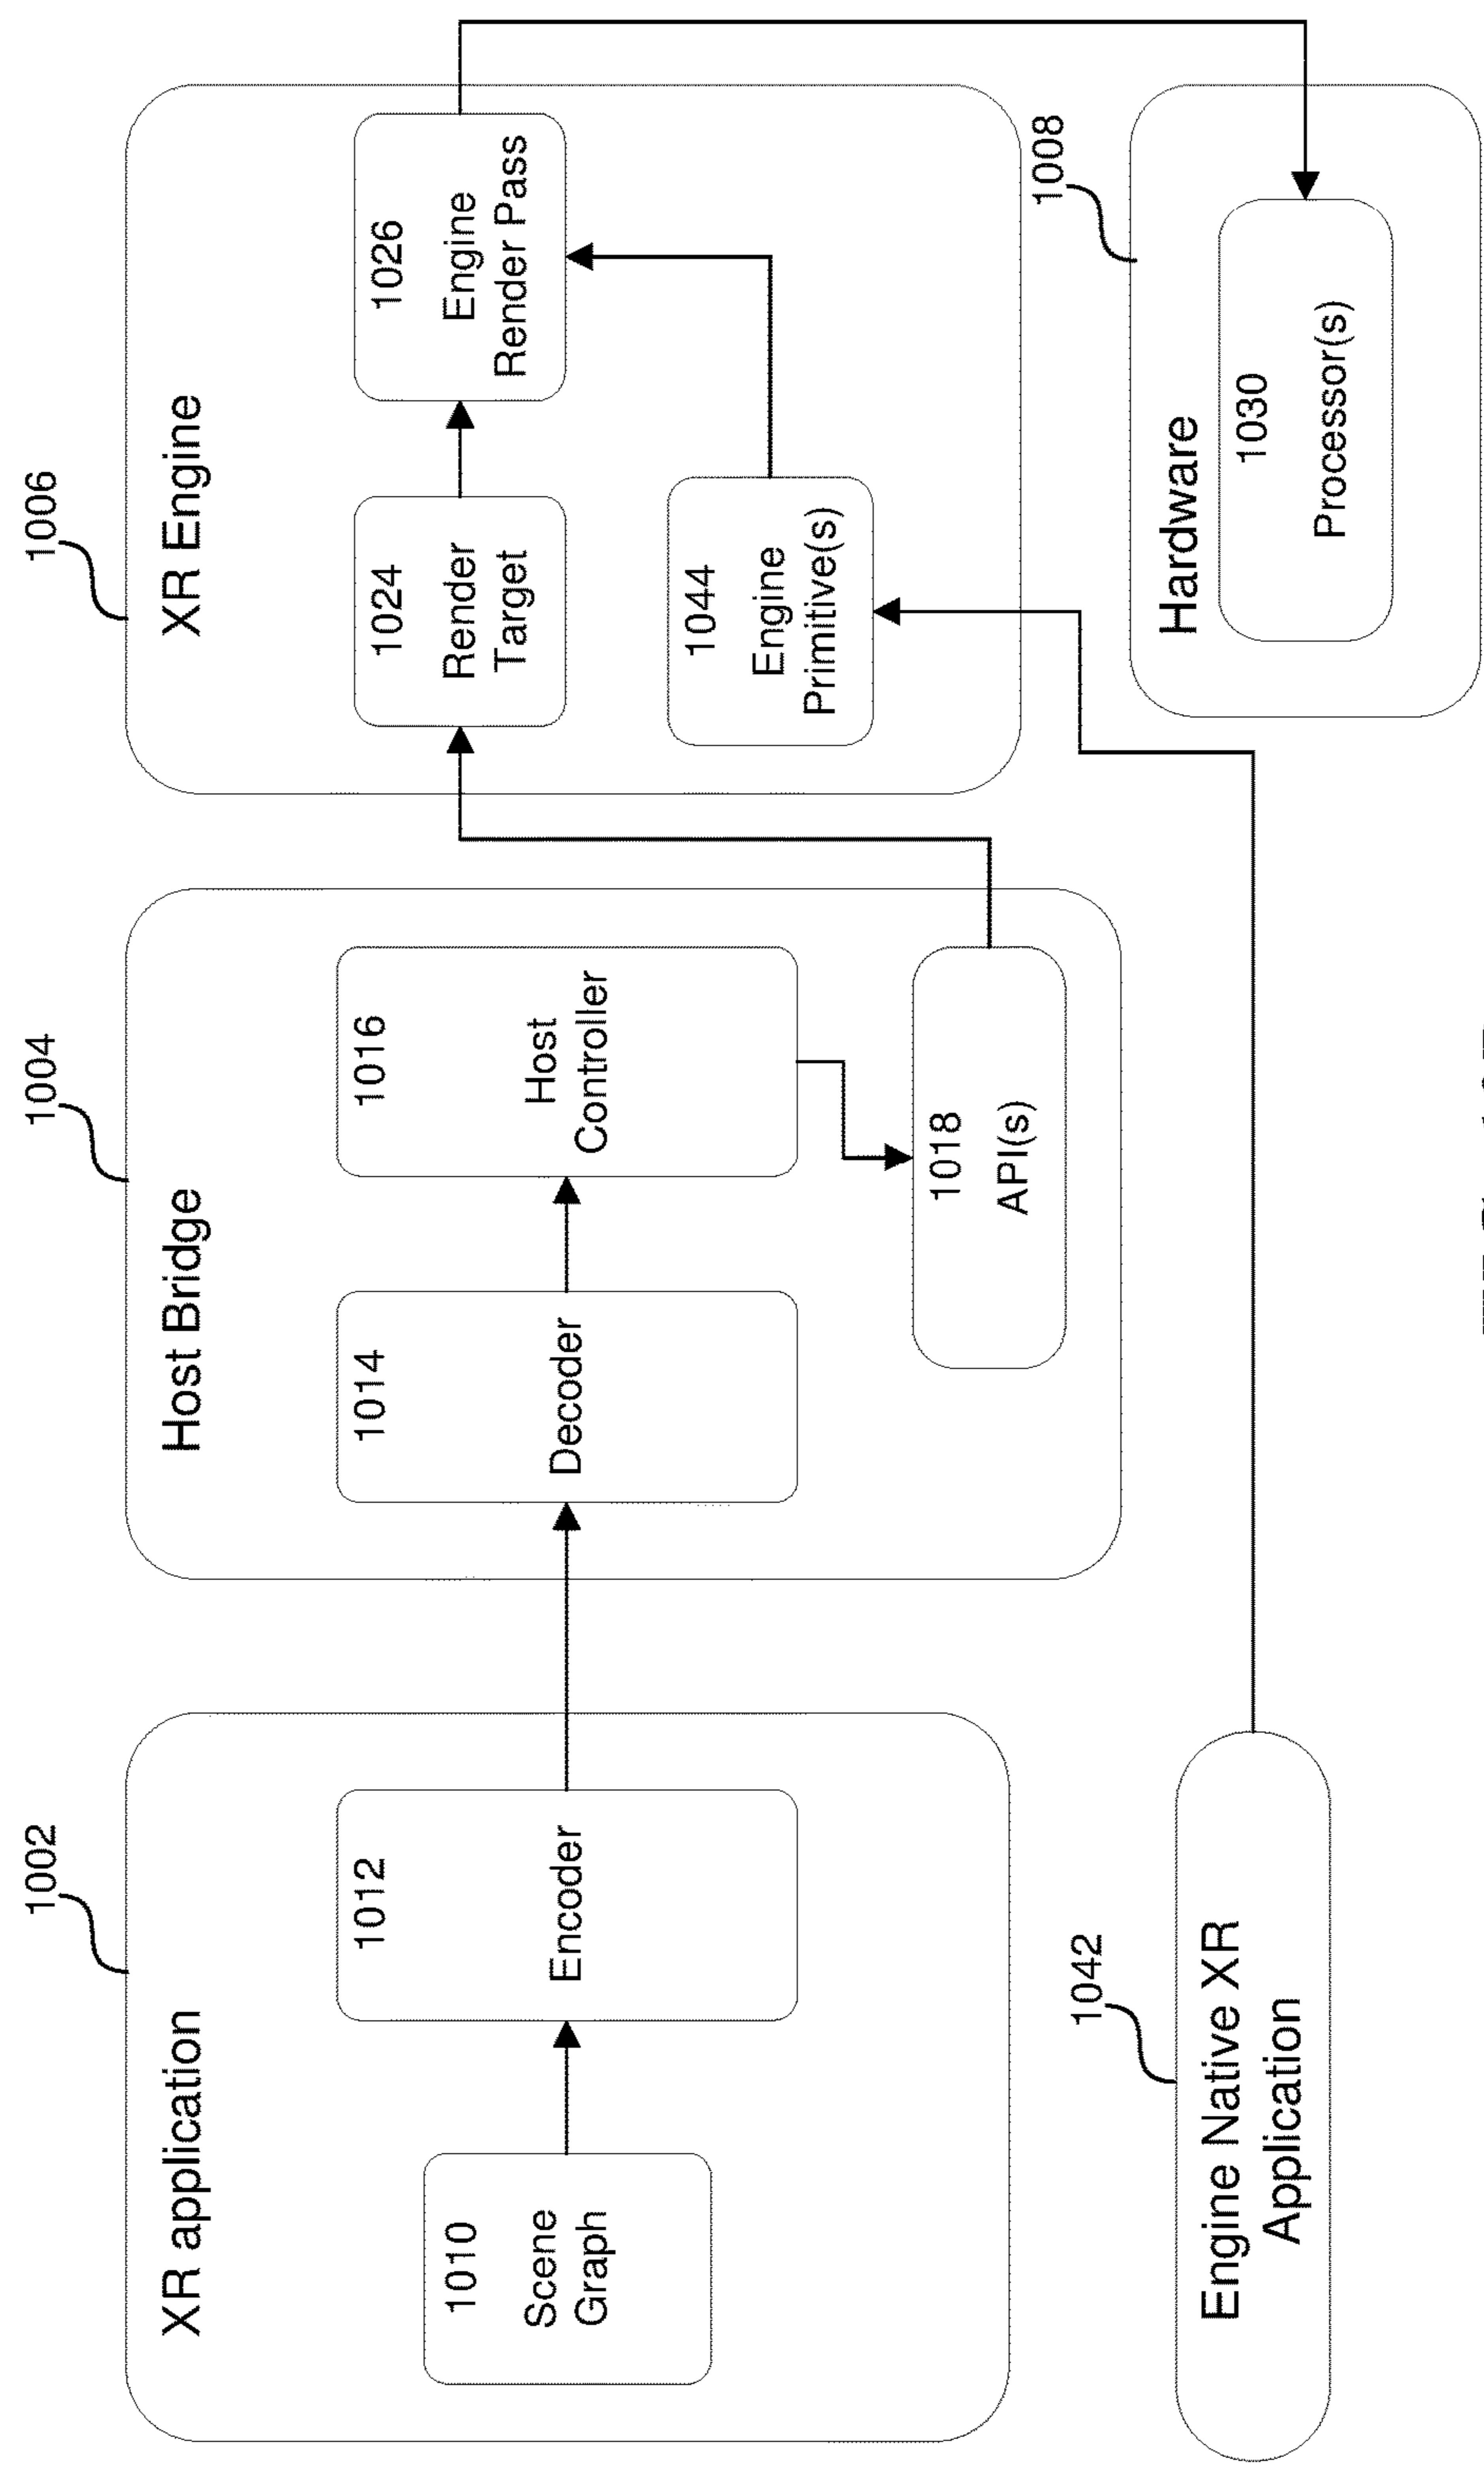 1002
XR application
1010
Scene
Graph
1012
Encoder
1004
Host Bridge
1014
Decoder
1016
Host
Controller
1018
API(s)
1006
XR Engine
1024
Render
Target
1026
Engine
Render Pass
1044
Engine
Primitive(s)
1042
Engine Native XR
Application
1008
Hardware
1030
Processor(s)